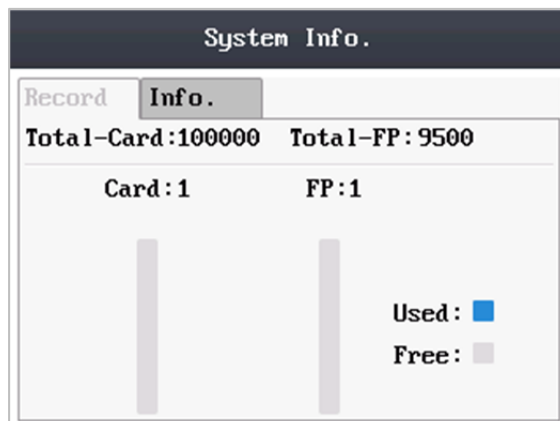 System Info.
Record Info.
Total-Card:100000 Total-FP:9500
Card:1 FP:1
Used:
Free: